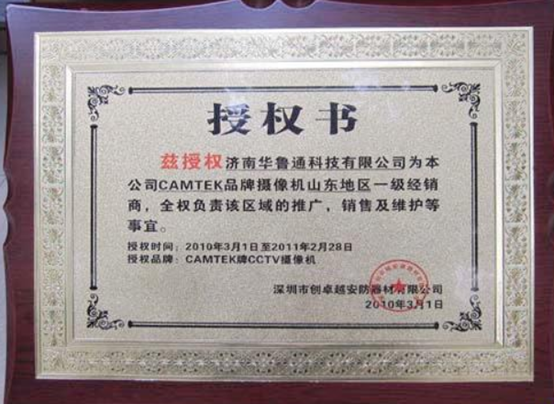 授权书
兹授权济南华鲁通科技有限公司为本
公司CAMTEK品牌摄像机山东地区一级经销
商，全权负责该区域的推广，销售及维护等
事宜。
授权时间：2010年3月1日至2011年2月28日
授权品牌：CAMTEK牌CCTV摄像机
深圳市创卓越安防器材有限公司
2010年3月1日